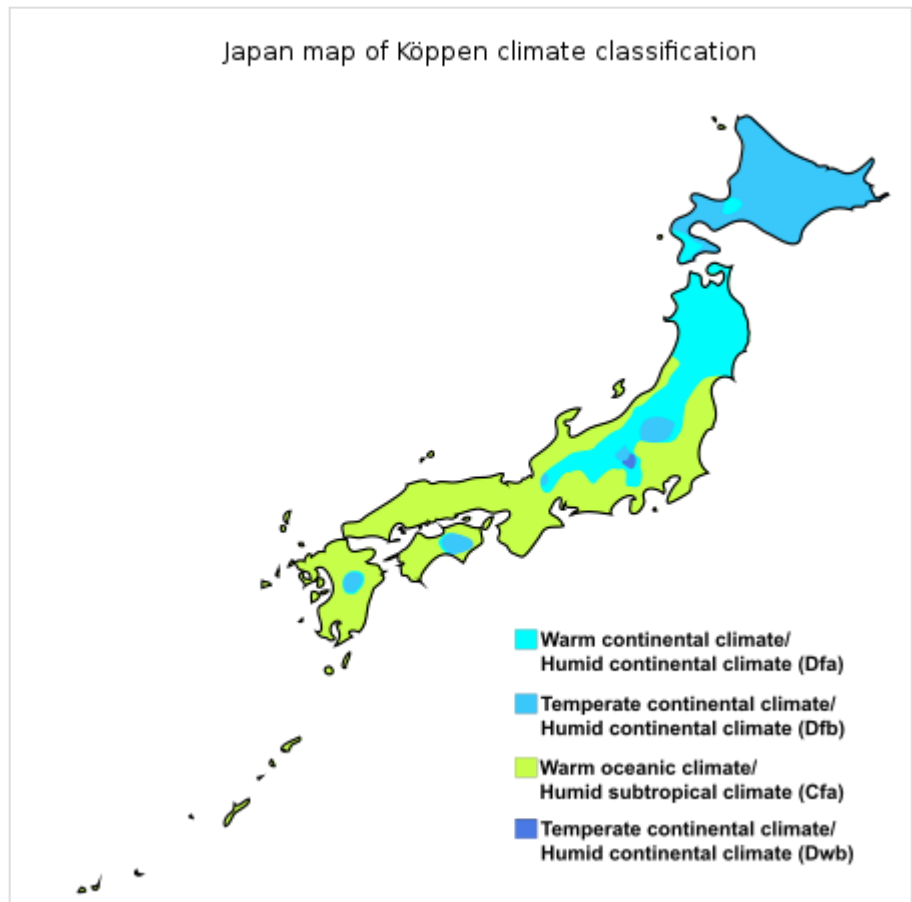 Japan map of Köppen climate classification
Warm continental climate/
Humid continental climate (Dfa)
Temperate continental climate/
Humid continental climate (Dfb)
Warm oceanic climate/
Humid subtropical climate (Cfa)
Temperate continental climate/
Humid continental climate (Dwb)